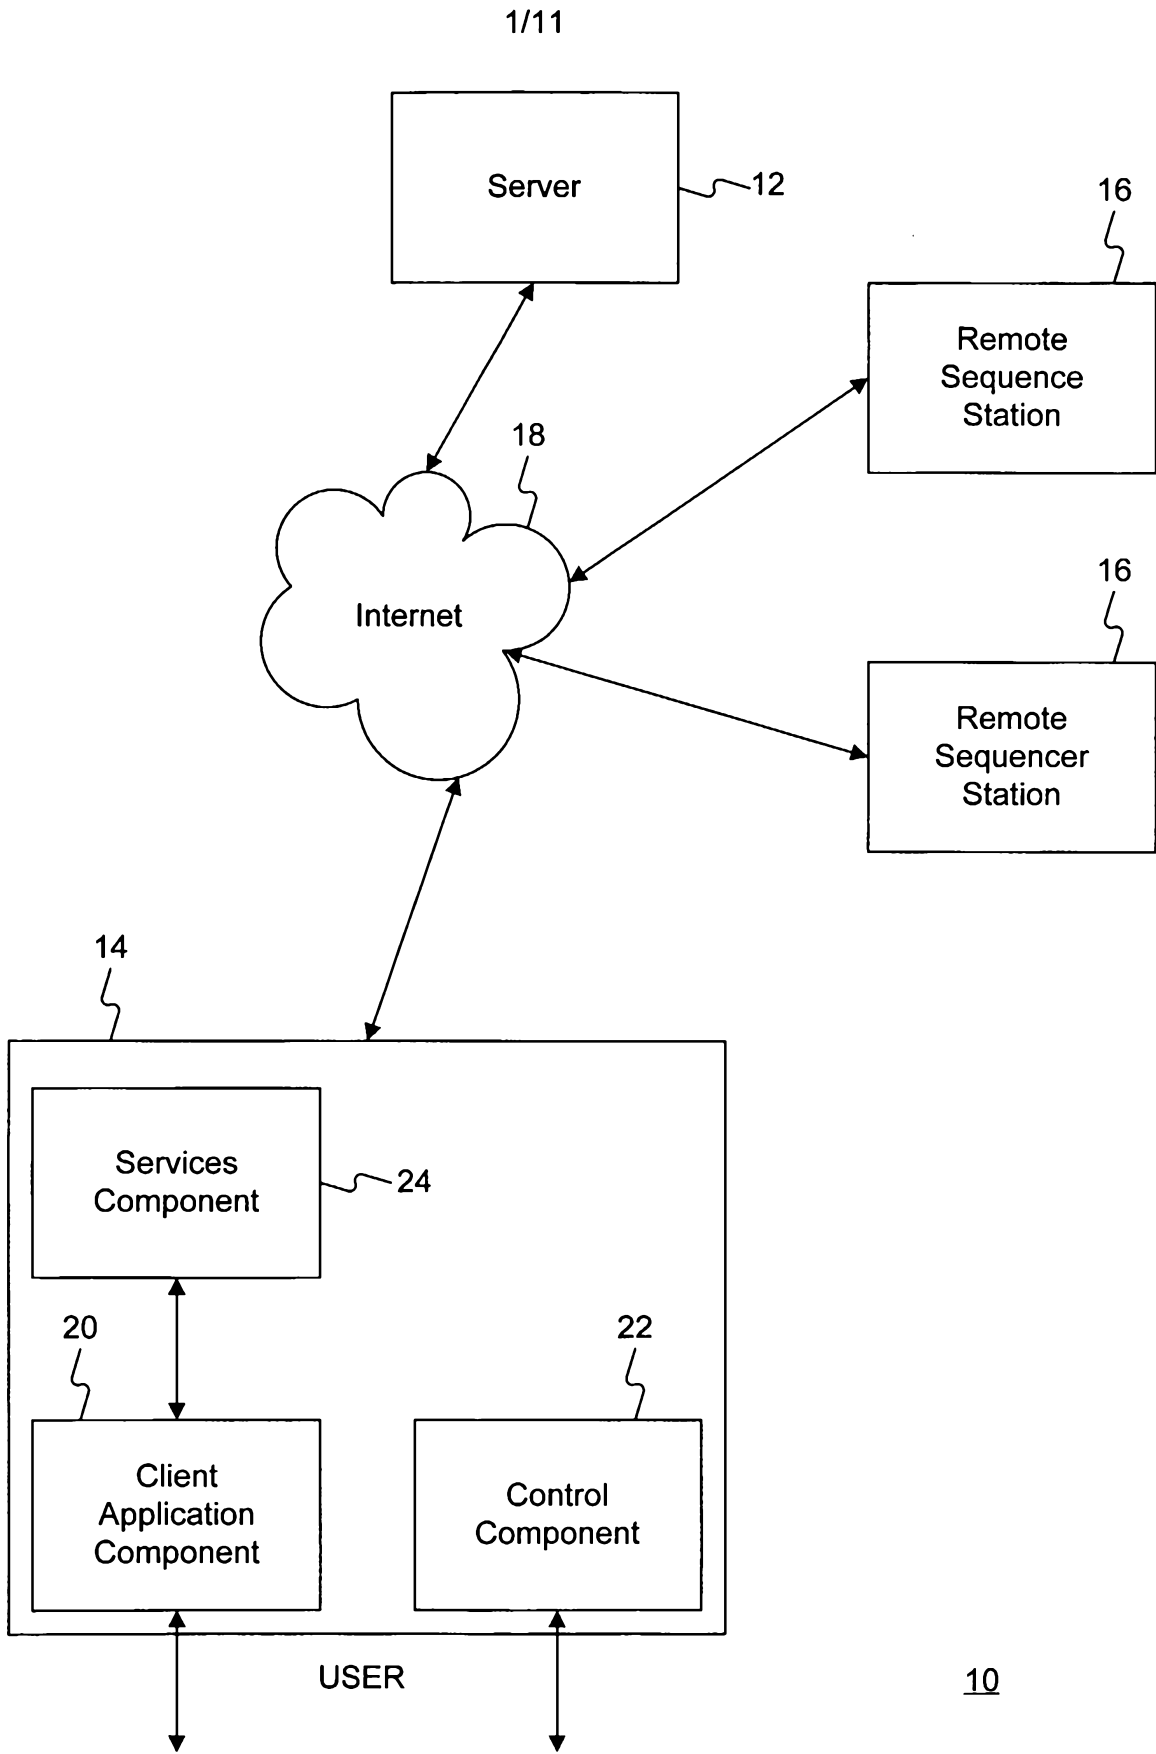 1/11
Server
12
16
Remote
Sequence
Station
18
Internet
16
Remote
Sequencer
Station
14
Services
Component
24
20
22
Client
Application
Component
Control
Component
USER
10